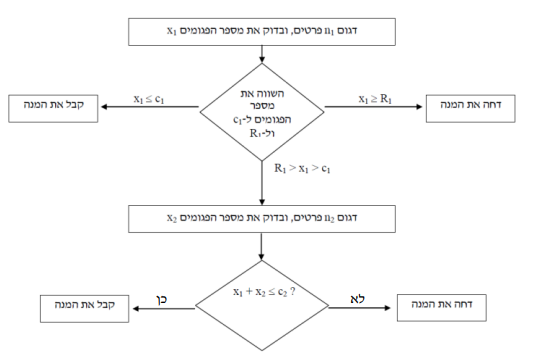 דגום n₁ פרטים, ובדוק את מספר הפגומים x₁
השווה את
מספר
הפגומים ל-c₁
ול-R₁
x₁ ≥ R₁
דחה את המנה
x₁ ≤ c₁
קבל את המנה
R₁ > x₁ > c₁
דגום n₂ פרטים, ובדוק את מספר הפגומים x₂
x₁ + x₂ ≤ c₂ ?
לא
דחה את המנה
כן
קבל את המנה